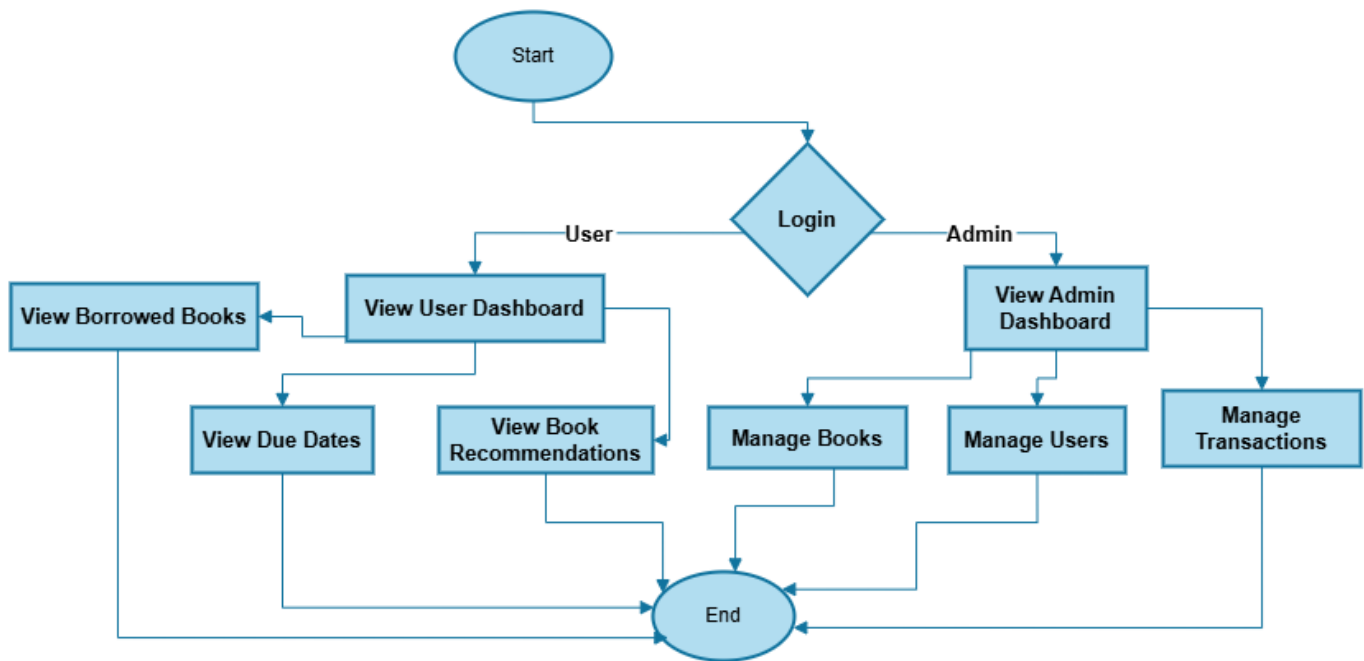 Start
Login
User
Admin
View Borrowed Books
View User Dashboard
View Admin
Dashboard
View Due Dates
View Book
Recommendations
Manage Books
Manage Users
Manage
Transactions
End